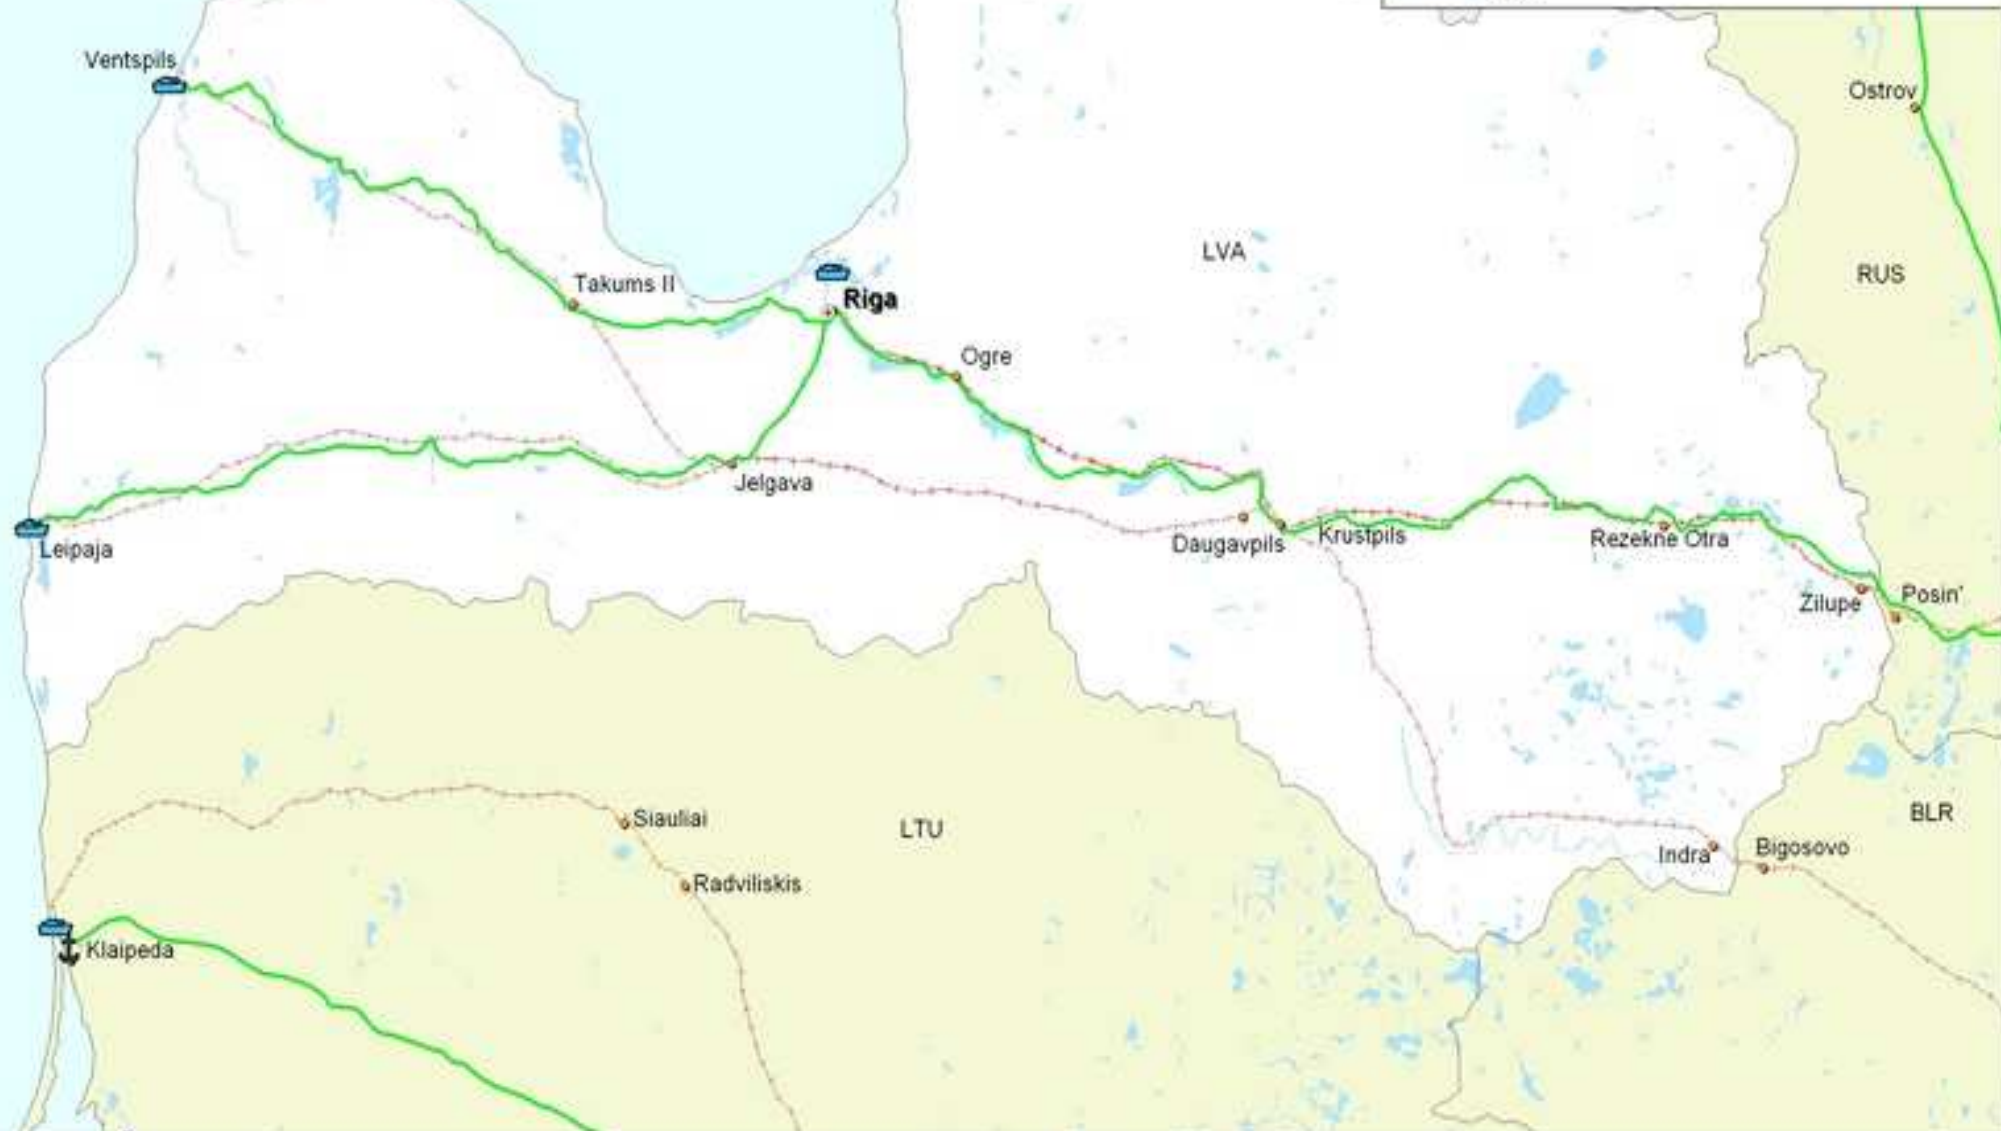 Ventspils
Ostrov
LVA
RUS
Takums II
Riga
Ogre
Jelgava
Leipaja
Daugavpils
Krustpils
Rezekne Otra
Zilupe
Posin'
Siauliai
LTU
BLR
Indra
Bigosovo
Radviliskis
Klaipeda